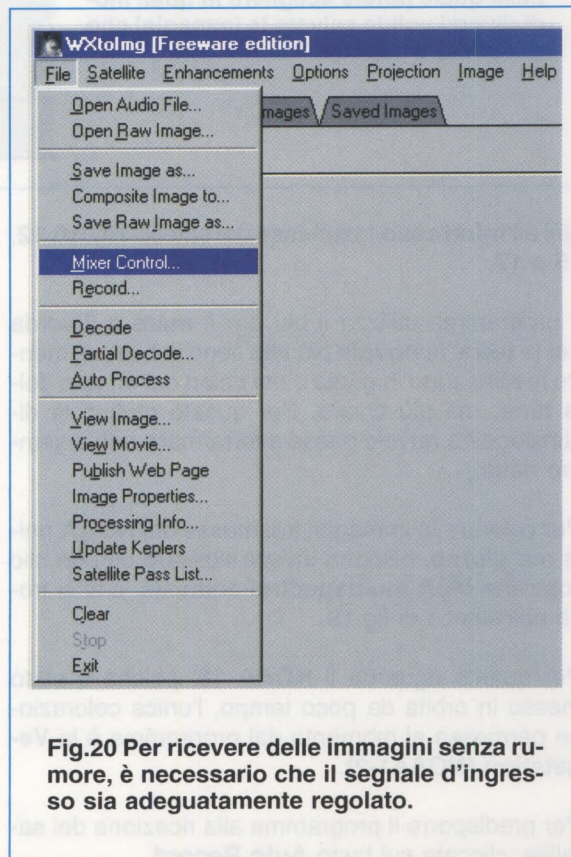 WXtoImg [Freeware edition]
File Satellite Enhancements Options Projection Image Help
Open Audio File...
mages Saved Images
Open Raw Image...
Save Image as...
Composite Image to...
Save Raw Image as...
Mixer Control...
Record...
Decode
Partial Decode...
Auto Process
View Image...
View Movie...
Publish Web Page
Image Properties...
Processing Info...
Update Keplers
Satellite Pass List...
Clear
Stop
Exit
Fig.20 Per ricevere delle immagini senza ru-
more, è necessario che il segnale d'ingres-
so sia adeguatamente regolato.